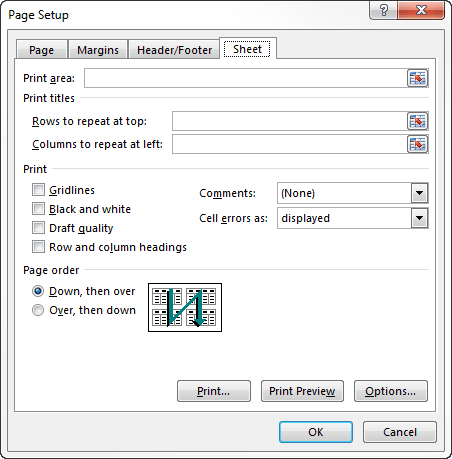 Page Setup
Page Margins Header/Footer Sheet
Print area:
Print titles
Rows to repeat at top:
Columns to repeat at left:
Print
Gridlines Comments: (None)
Black and white Cell errors as: displayed
Draft quality
Row and column headings
Page order
Down, then over
Over, then down
Print... Print Preview Options...
OK Cancel